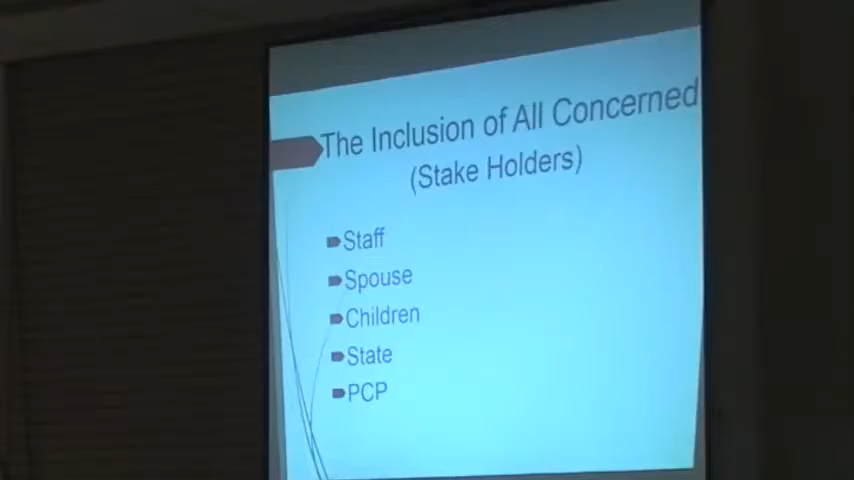 The Inclusion of All Concerned
(Stake Holders)
Staff
Spouse
Children
State
PCP